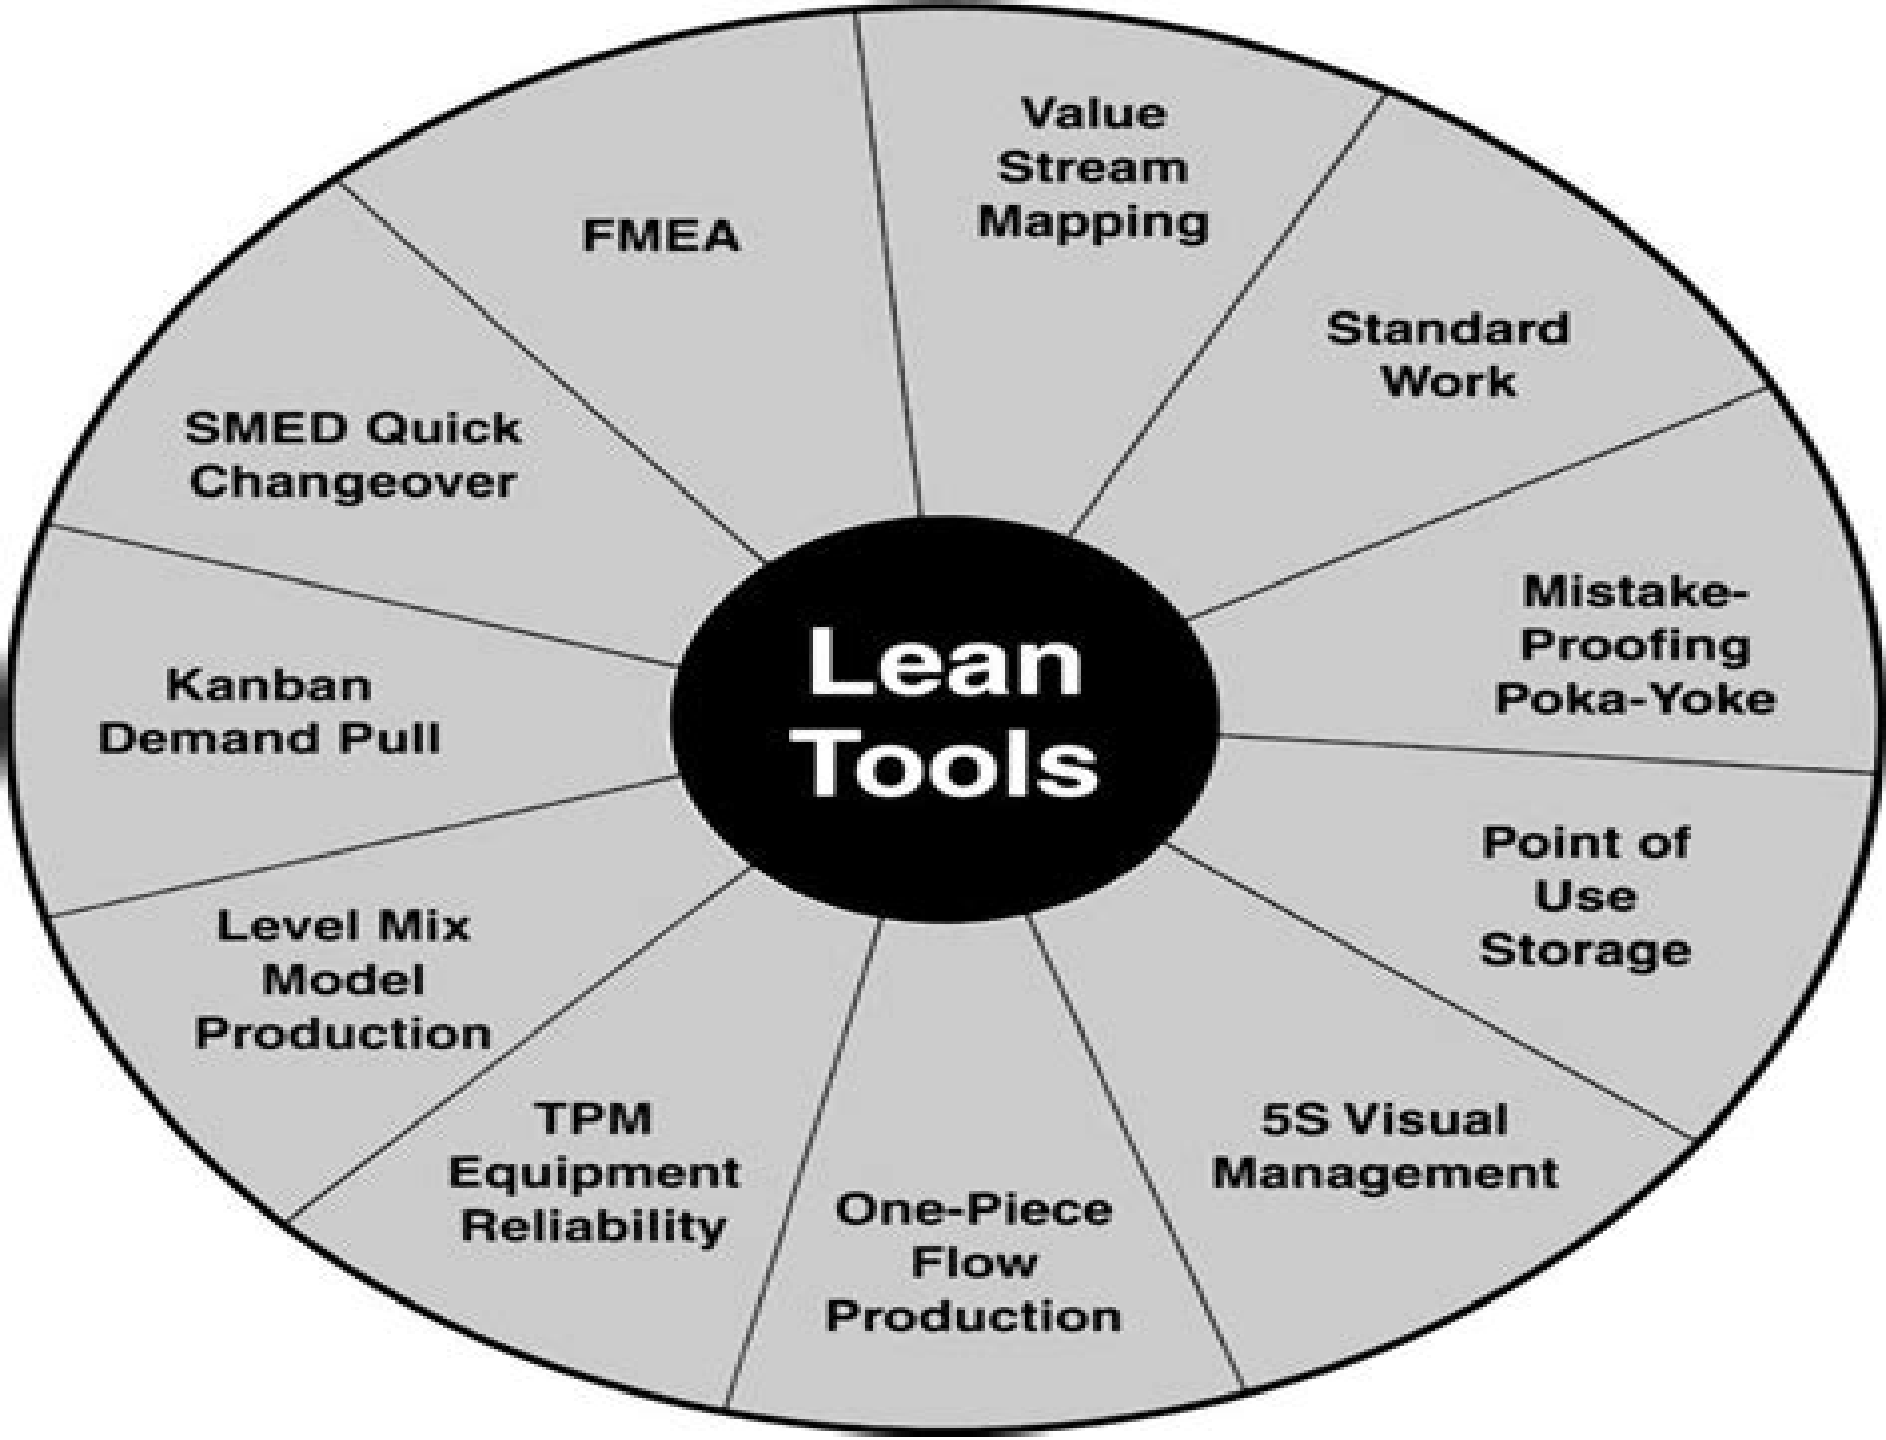 Value
Stream
Mapping
Standard
Work
Mistake-
Proofing
Poka-Yoke
Point of
Use
Storage
5S Visual
Management
One-Piece
Flow
Production
TPM
Equipment
Reliability
Level Mix
Model
Production
Kanban
Demand Pull
SMED Quick
Changeover
FMEA
Lean
Tools